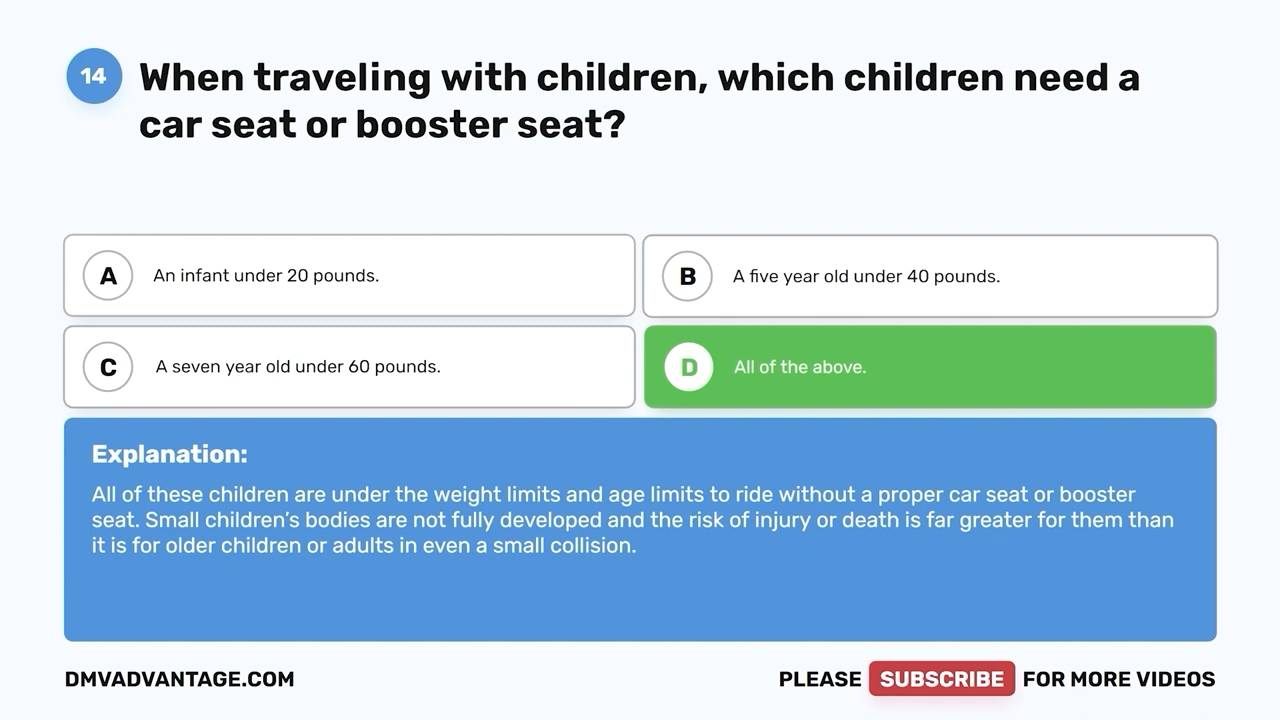 14
When traveling with children, which children need a
car seat or booster seat?
A
An infant under 20 pounds.
B
A five year old under 40 pounds.
C
A seven year old under 60 pounds.
D
All of the above.
Explanation:
All of these children are under the weight limits and age limits to ride without a proper car seat or booster
seat. Small children's bodies are not fully developed and the risk of injury or death is far greater for them than
it is for older children or adults in even a small collision.
DMVADVANTAGE.COM
PLEASE SUBSCRIBE FOR MORE VIDEOS